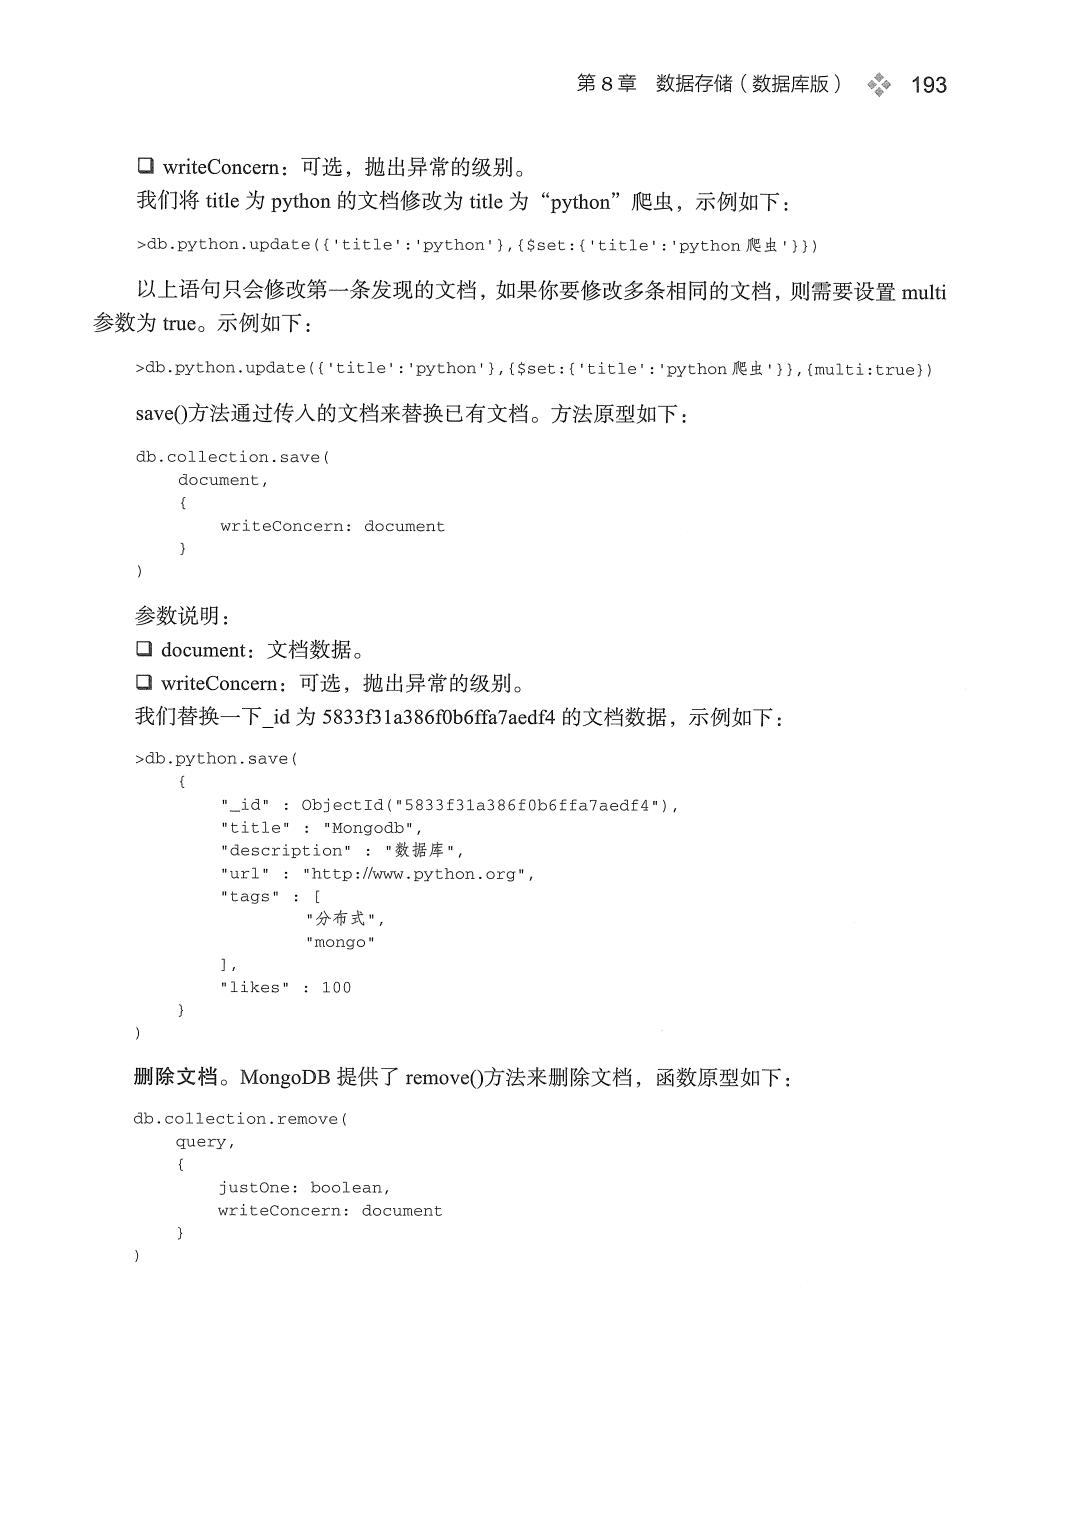 第 8 章 数据存储（数据库版） 193
❑ writeConcern：可选，抛出异常的级别。
我们将 title 为 python 的文档修改为 title 为“python”爬虫，示例如下：
>db.python.update({'title':'python'},{$set:{'title':'python 爬虫'}})
以上语句只会修改第一条发现的文档，如果你要修改多条相同的文档，则需要设置 multi
参数为 true。示例如下：
>db.python.update({'title':'python'},{$set:{'title':'python 爬虫'}},{multi:true})
save()方法通过传入的文档来替换已有文档。方法原型如下：
db.collection.save(
document,
{
writeConcern: document
}
)
参数说明：
❑ document：文档数据。
❑ writeConcern：可选，抛出异常的级别。
我们替换一下_id 为 5833f31a386f0b6ffa7aedf4 的文档数据，示例如下：
>db.python.save(
{
"_id" : ObjectId("5833f31a386f0b6ffa7aedf4"),
"title" : "Mongodb",
"description" : "数据库",
"url" : "http://www.python.org",
"tags" : [
"分布式",
"mongo"
],
"likes" : 100
}
)
删除文档。MongoDB 提供了 remove()方法来删除文档，函数原型如下：
db.collection.remove(
query,
{
justOne: boolean,
writeConcern: document
}
)